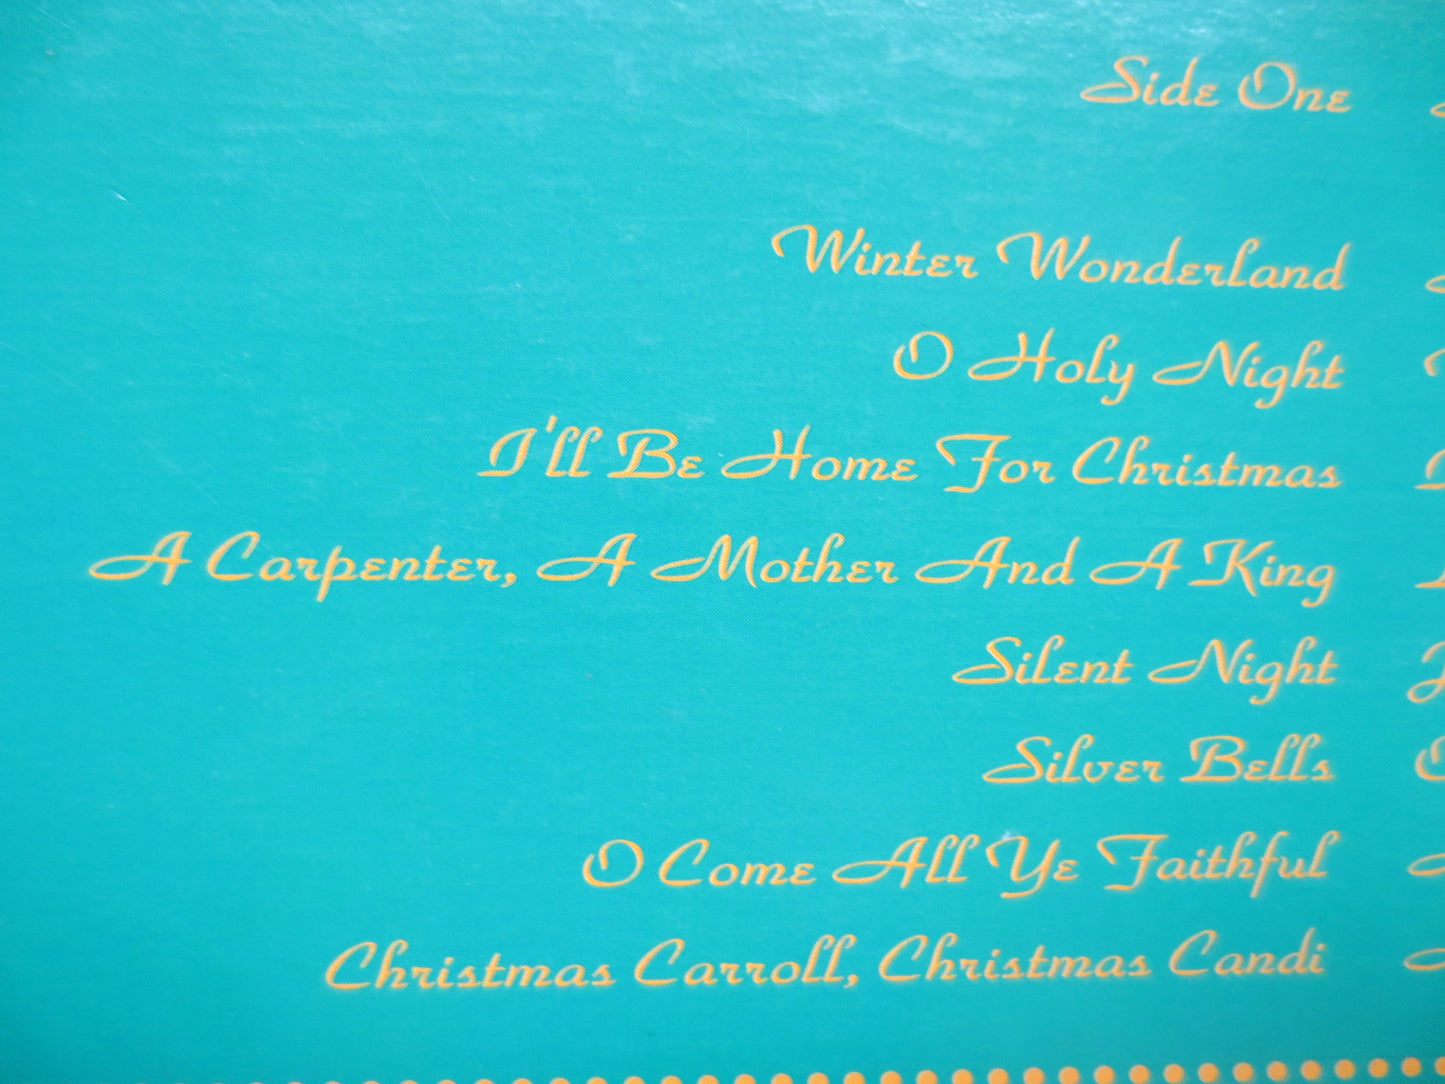 Side One
Winter Wonderland
O Holy Night
I'll Be Home For Christmas
A Carpenter, A Mother And A King
Silent Night
Silver Bells
O Come All Ye Faithful
Christmas Carroll, Christmas Candi